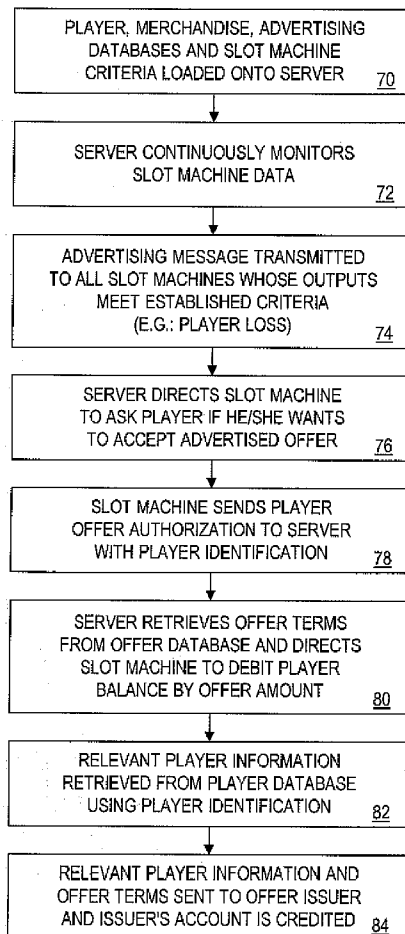 PLAYER, MERCHANDISE, ADVERTISING
DATABASES AND SLOT MACHINE
CRITERIA LOADED ONTO SERVER
70
SERVER CONTINUOUSLY MONITORS
SLOT MACHINE DATA
72
ADVERTISING MESSAGE TRANSMITTED
TO ALL SLOT MACHINES WHOSE OUTPUTS
MEET ESTABLISHED CRITERIA
(E.G.: PLAYER LOSS)
74
SERVER DIRECTS SLOT MACHINE
TO ASK PLAYER IF HE/SHE WANTS
TO ACCEPT ADVERTISED OFFER
76
SLOT MACHINE SENDS PLAYER
OFFER AUTHORIZATION TO SERVER
WITH PLAYER IDENTIFICATION
78
SERVER RETRIEVES OFFER TERMS
FROM OFFER DATABASE AND DIRECTS
SLOT MACHINE TO DEBIT PLAYER
BALANCE BY OFFER AMOUNT
80
RELEVANT PLAYER INFORMATION
RETRIEVED FROM PLAYER DATABASE
USING PLAYER IDENTIFICATION
82
RELEVANT PLAYER INFORMATION AND
OFFER TERMS SENT TO OFFER ISSUER
AND ISSUER'S ACCOUNT IS CREDITED
84